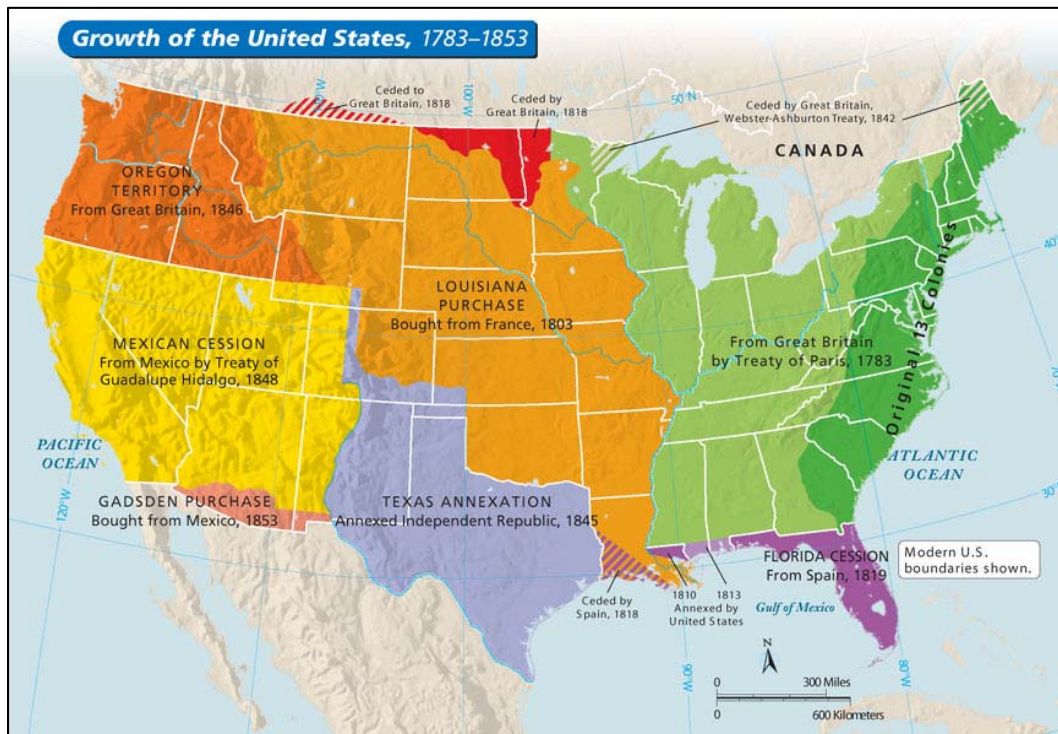 Growth of the United States, 1783–1853
Ceded to
Great Britain, 1818
100°W
Ceded by
Great Britain, 1818
50°N
Ceded by Great Britain,
Webster-Ashburton Treaty, 1842
CANADA
OREGON
TERRITORY
From Great Britain, 1846
40°N
LOUISIANA
PURCHASE
Bought from France, 1803
MEXICAN CESSION
From Mexico by Treaty of
Guadalupe Hidalgo, 1848
From Great Britain
by Treaty of Paris, 1783
Original 13 Colonies
PACIFIC
OCEAN
ATLANTIC
OCEAN
120°W
30°N
GADSDEN PURCHASE
Bought from Mexico, 1853
TEXAS ANNEXATION
Annexed Independent Republic, 1845
FLORIDA CESSION
From Spain, 1819
Modern U.S.
boundaries shown.
Ceded by
Spain, 1818
1810
1813
Annexed by
United States
Gulf of Mexico
N
90°W
80°W
0
300 Miles
0
600 Kilometers